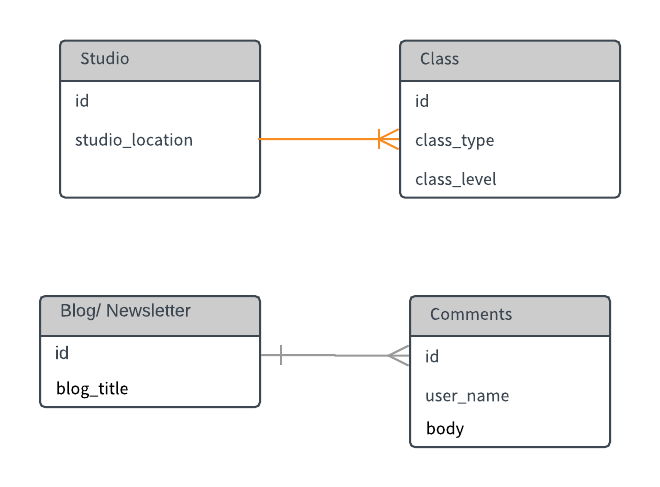 Studio
id
studio_location
Class
id
class_type
class_level
Blog/ Newsletter
id
blog_title
Comments
id
user_name
body